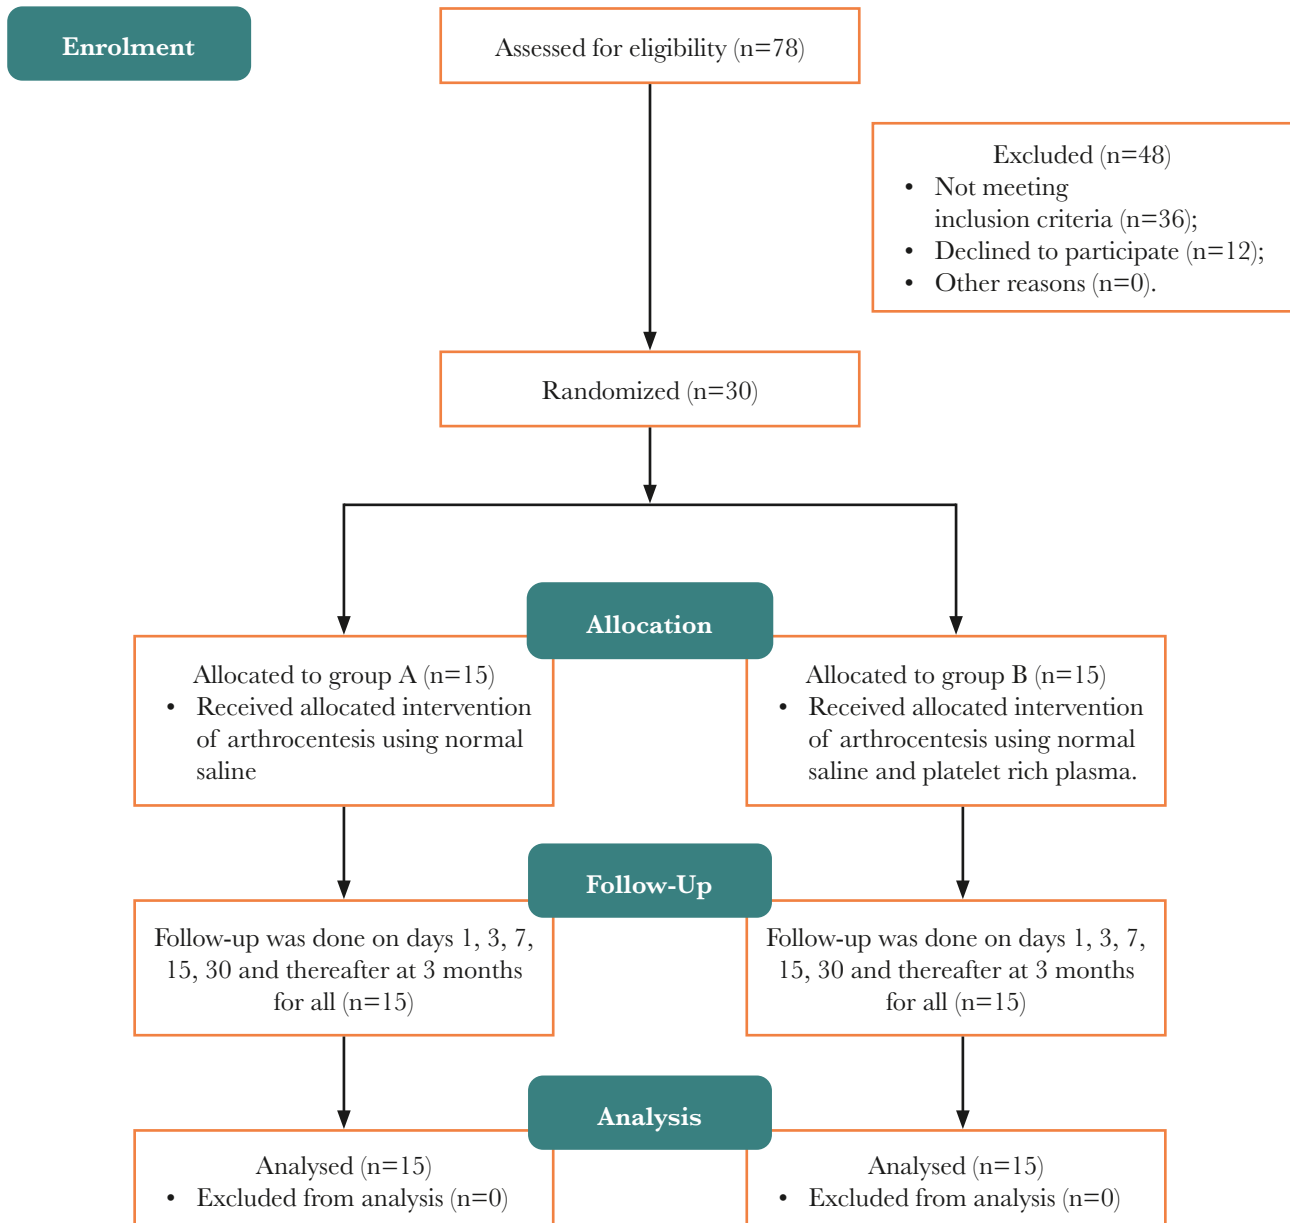 Enrolment
Assessed for eligibility (n=78)
Excluded (n=48)
• Not meeting
inclusion criteria (n=36);
• Declined to participate (n=12);
• Other reasons (n=0).
Randomized (n=30)
Allocation
Allocated to group A (n=15)
• Received allocated intervention
of arthrocentesis using normal
saline
Allocated to group B (n=15)
• Received allocated intervention
of arthrocentesis using normal
saline and platelet rich plasma.
Follow-Up
Follow-up was done on days 1, 3, 7,
15, 30 and thereafter at 3 months
for all (n=15)
Follow-up was done on days 1, 3, 7,
15, 30 and thereafter at 3 months
for all (n=15)
Analysis
Analysed (n=15)
• Excluded from analysis (n=0)
Analysed (n=15)
• Excluded from analysis (n=0)